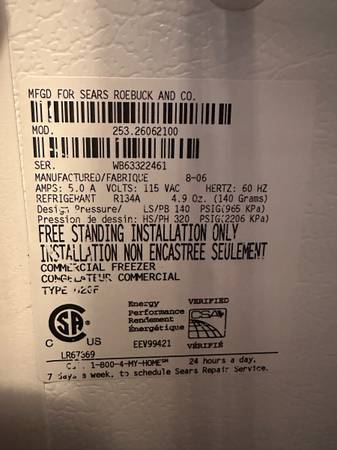 MFGD FOR SEARS ROEBUCK AND CO.
MOD. 253.26062100
SER. WB63322461
MANUFACTURED/FABRIQUE 8-06
AMPS: 5.0 A VOLTS: 115 VAC HERTZ: 60 HZ
REFRIGERANT R134A 4.9 Oz. (140 Grams)
Design Pressure/ LS/PB 140 PSIG(965 KPa)
Pression de dessin: HS/PH 320 PSIG(2206 KPa)
FREE STANDING INSTALLATION ONLY
INSTALLATION NON ENCASTREE SEULEMENT
COMMERCIAL FREEZER
CONGELATEUR COMMERCIAL
TYPE
Energy Performance VERIFIED
Rendement Énergétique CSA VÉRIFIÉ
C US EEV99421
LR67369
1-800-4-MY-HOME℠ 24 hours a day,
7 days a week, to schedule Sears Repair Service.